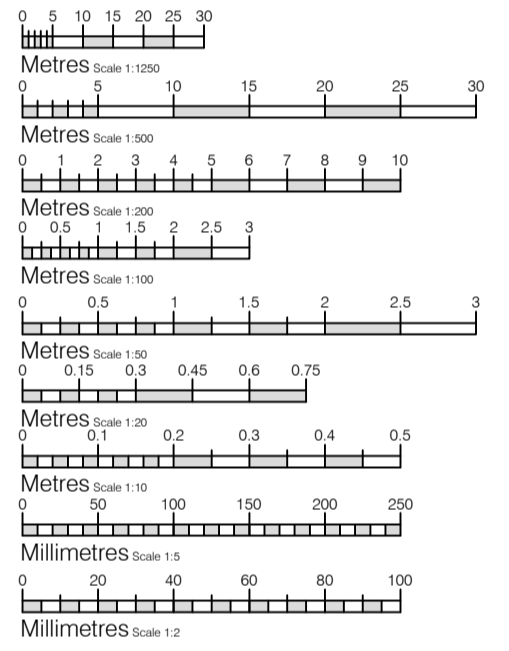 0 5 10 15 20 25 30
Metres Scale 1:1250
0 5 10 15 20 25 30
Metres Scale 1:500
0 1 2 3 4 5 6 7 8 9 10
Metres Scale 1:200
0 0.5 1 1.5 2 2.5 3
Metres Scale 1:100
0 0.5 1 1.5 2 2.5 3
Metres Scale 1:50
0 0.15 0.3 0.45 0.6 0.75
Metres Scale 1:20
0 0.1 0.2 0.3 0.4 0.5
Metres Scale 1:10
0 50 100 150 200 250
Millimetres Scale 1:5
0 20 40 60 80 100
Millimetres Scale 1:2